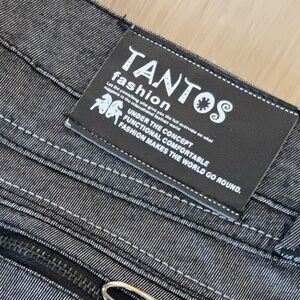 TANTOS
fashion
UNDER THE CONCEPT
FUNCTIONAL COMFORTABLE
FASHION MAKES THE WORLD GO ROUND.